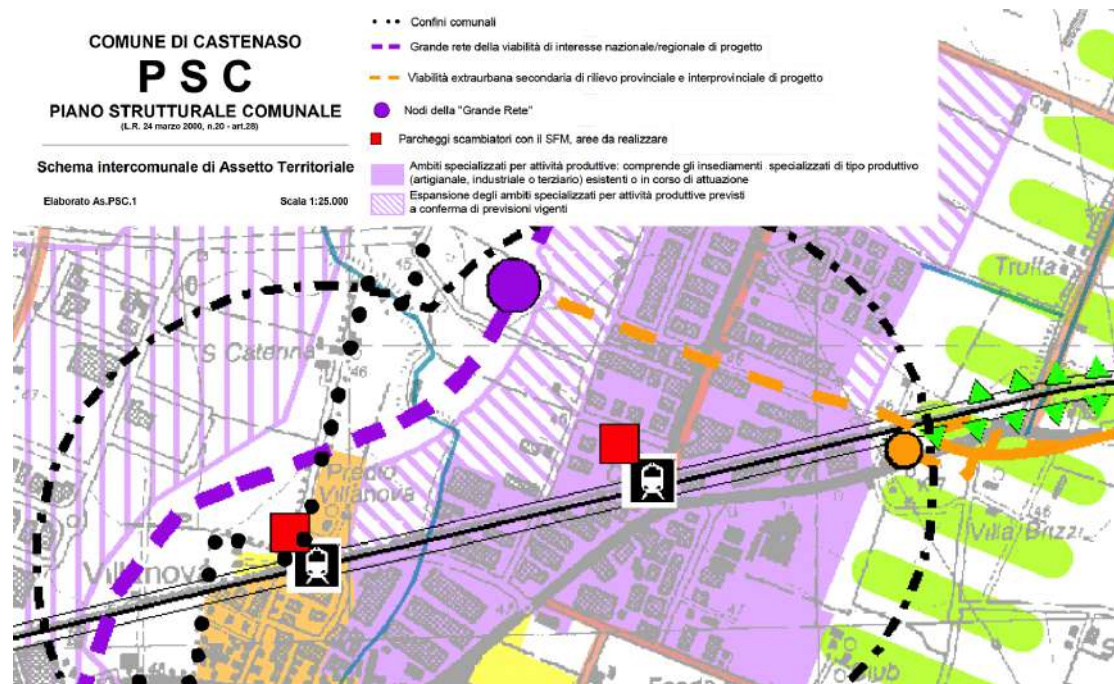 COMUNE DI CASTENASO
P S C
PIANO STRUTTURALE COMUNALE
(L.R. 24 marzo 2000, n.20 - art.28)
Schema intercomunale di Assetto Territoriale
Elaborato As.PSC.1
Scala 1:25.000
Confini comunali
Grande rete della viabilità di interesse nazionale/regionale di progetto
Viabilità extraurbana secondaria di rilievo provinciale e interprovinciale di progetto
Nodi della "Grande Rete"
Parcheggi scambiatori con il SFM, aree da realizzare
Ambiti specializzati per attività produttive: comprende gli insediamenti specializzati di tipo produttivo
(artigianale, industriale o terziario) esistenti o in corso di attuazione
Espansione degli ambiti specializzati per attività produttive previsti
a conferma di previsioni vigenti
Truffa
S Caterina
46
Predio
Villanova
Villanova
Villa Brizzi
Club